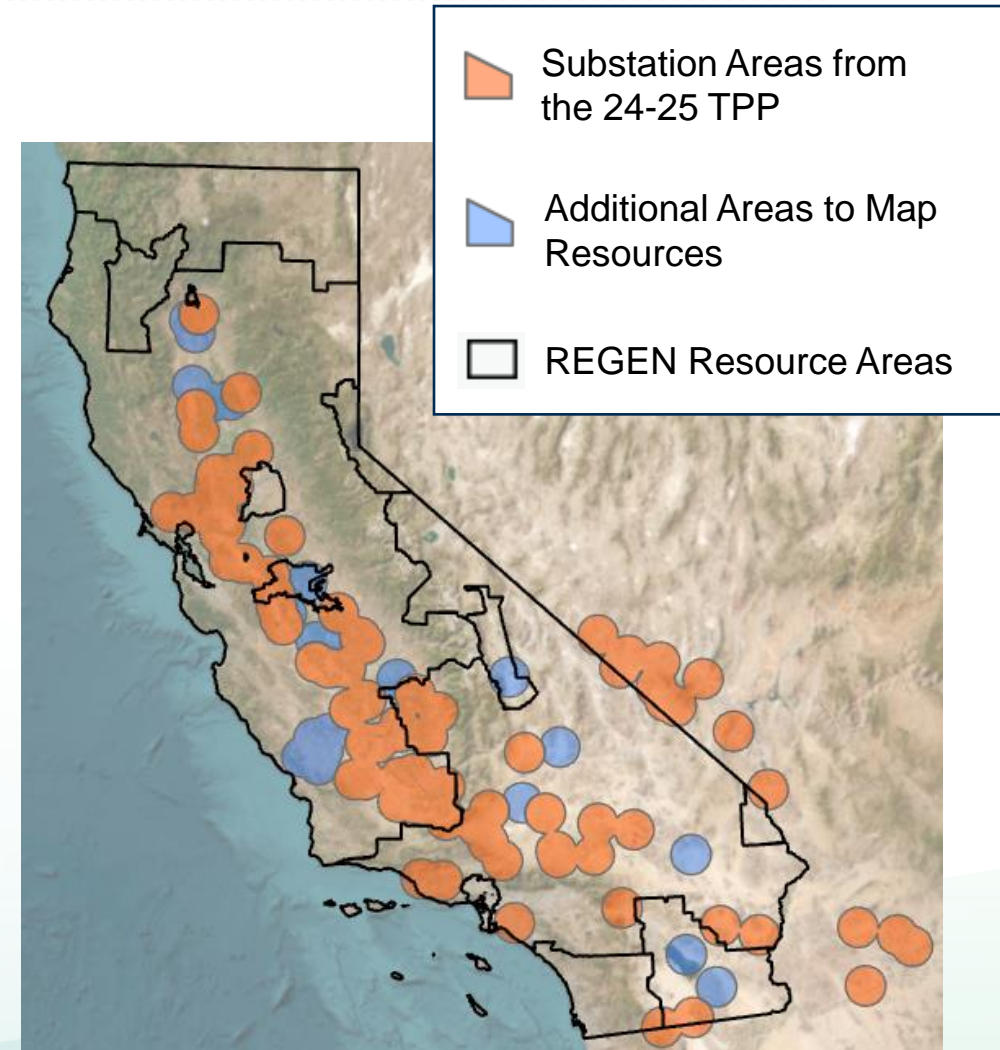 Substation Areas from
the 24-25 TPP
Additional Areas to Map
Resources
REGEN Resource Areas